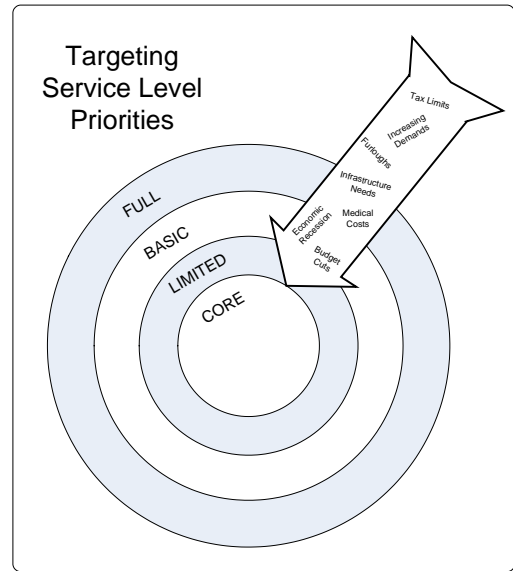 Targeting
Service Level
Priorities
Tax Limits
Increasing
Demands
Furloughs
Infrastructure
Needs
Medical
Costs
Economic
Recession
Budget
Cuts
FULL
BASIC
LIMITED
CORE